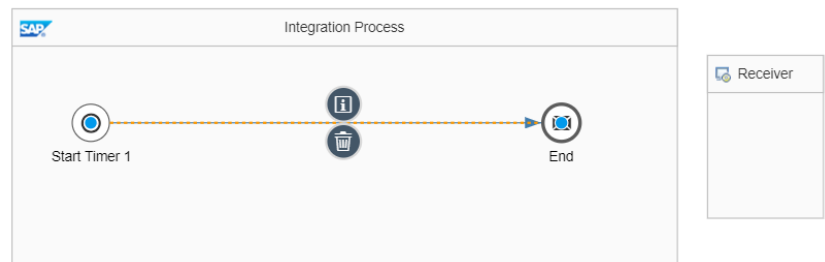 SAP
Integration Process
Receiver
i
Start Timer 1
End